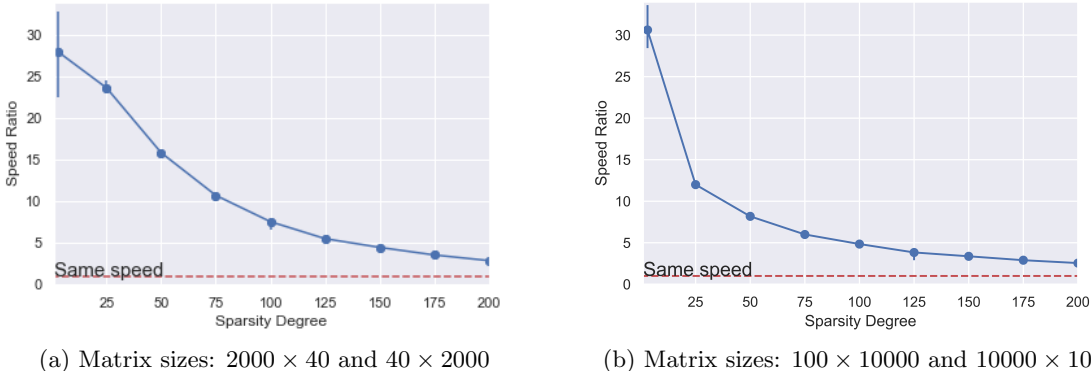 30
25
20
15
10
5
0
Speed Ratio
Same speed
25 50 75 100 125 150 175 200
Sparsity Degree
(a) Matrix sizes: 2000 × 40 and 40 × 2000
30
25
20
15
10
5
0
Speed Ratio
Same speed
25 50 75 100 125 150 175 200
Sparsity Degree
(b) Matrix sizes: 100 × 10000 and 10000 × 10